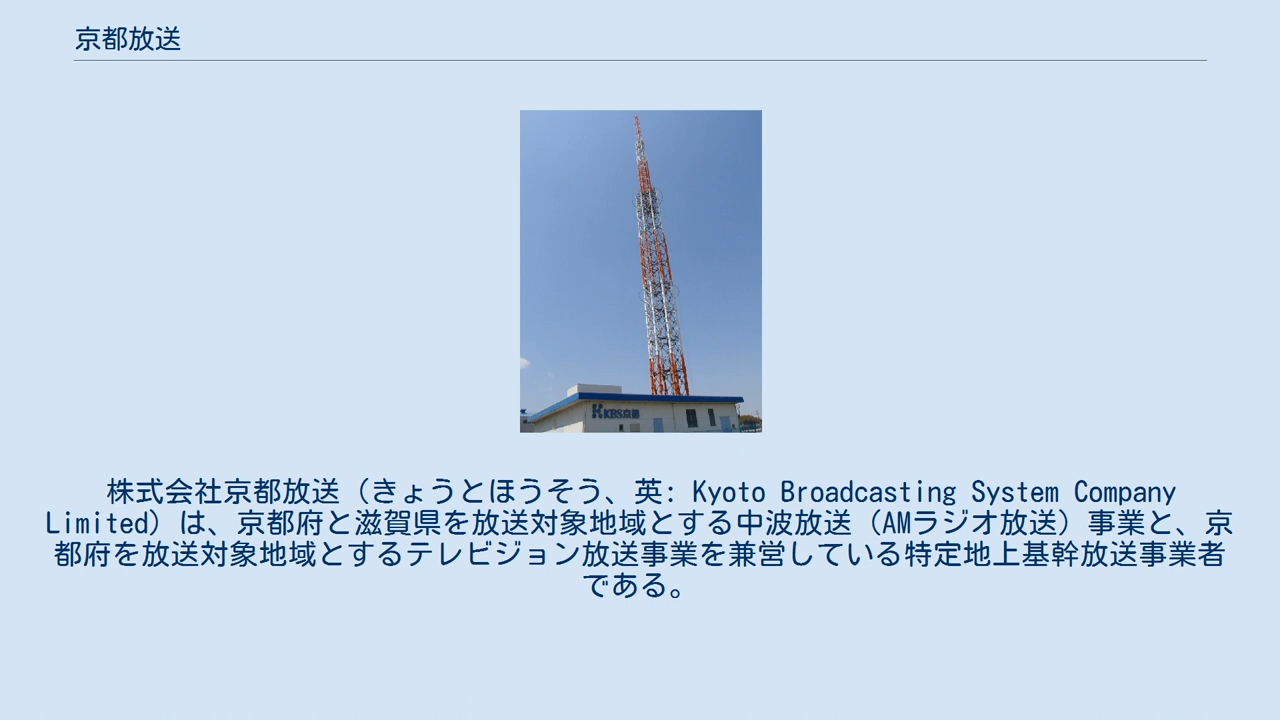 京都放送
KBS京都
株式会社京都放送（きょうとほうそう、英: Kyoto Broadcasting System Company
Limited）は、京都府と滋賀県を放送対象地域とする中波放送（AMラジオ放送）事業と、京
都府を放送対象地域とするテレビジョン放送事業を兼営している特定地上基幹放送事業者
である。